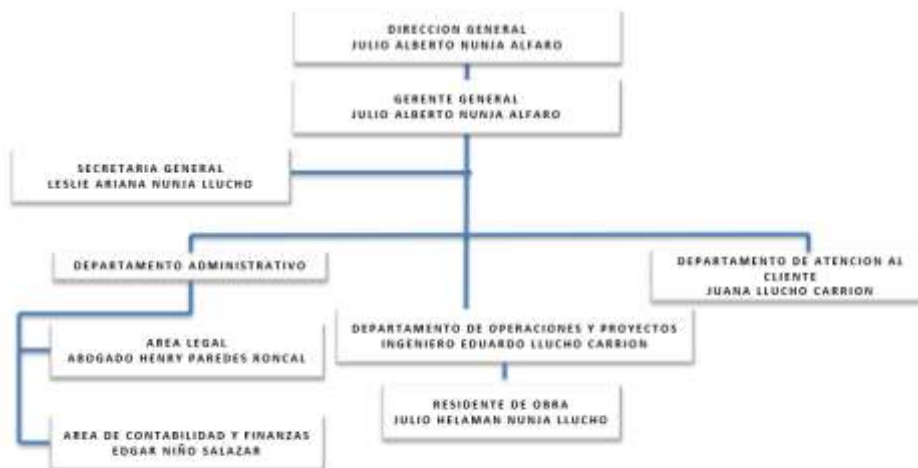 DIRECCION GENERAL
JULIO ALBERTO NUNJA ALFARO
GERENTE GENERAL
JULIO ALBERTO NUNJA ALFARO
SECRETARIA GENERAL
LESLIE ARIANA NUNJA LLUCHO
DEPARTAMENTO ADMINISTRATIVO
DEPARTAMENTO DE ATENCION AL
CLIENTE
JUANA LLUCHO CARRION
AREA LEGAL
ABOGADO HENRY PAREDES RONCAL
DEPARTAMENTO DE OPERACIONES Y PROYECTOS
INGENIERO EDUARDO LLUCHO CARRION
RESIDENTE DE OBRA
JULIO HELAMAN NUNJA LLUCHO
AREA DE CONTABILIDAD Y FINANZAS
EDGAR NIÑO SALAZAR